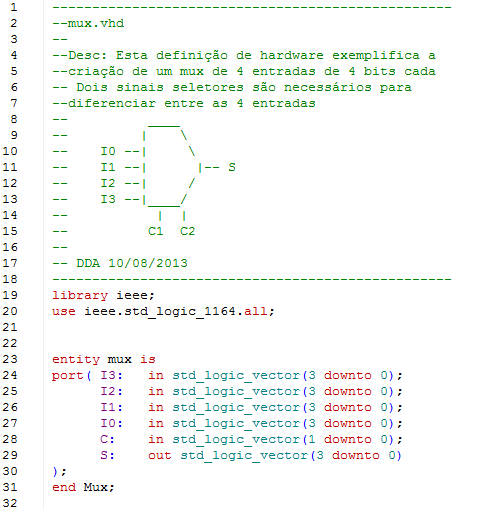 1 --------------------------------------------------
2 --mux.vhd
3 --
4 --Desc: Esta definição de hardware exemplifica a
5 --criação de um mux de 4 entradas de 4 bits cada
6 -- Dois sinais seletores são necessários para
7 --diferenciar entre as 4 entradas
8 --          ____
9 --         |    \
10 --    I0 --|     \
11 --    I1 --|      |-- S
12 --    I2 --|     /
13 --    I3 --|____/
14 --           |  |
15 --          C1  C2
16 --
17 -- DDA 10/08/2013
18 --------------------------------------------------
19 library ieee;
20 use ieee.std_logic_1164.all;
21
22
23 entity mux is
24 port( I3:   in std_logic_vector(3 downto 0);
25       I2:   in std_logic_vector(3 downto 0);
26       I1:   in std_logic_vector(3 downto 0);
27       I0:   in std_logic_vector(3 downto 0);
28       C:    in std_logic_vector(1 downto 0);
29       S:    out std_logic_vector(3 downto 0)
30 );
31 end Mux;
32